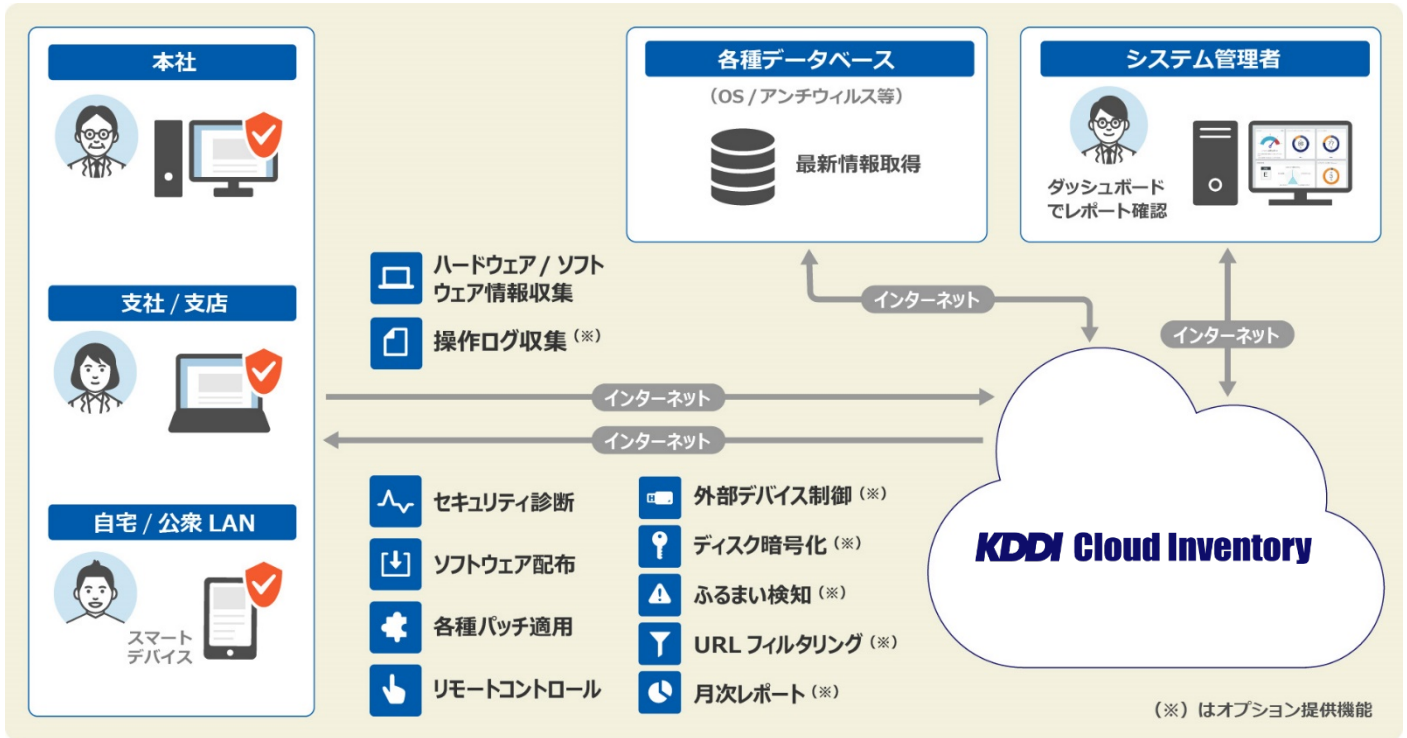 本社
支社 / 支店
自宅 / 公衆 LAN
スマート
デバイス
ハードウェア / ソフト
ウェア情報収集
操作ログ収集（※）
各種データベース
（OS / アンチウィルス等）
最新情報取得
システム管理者
ダッシュボード
でレポート確認
インターネット
インターネット
インターネット
インターネット
セキュリティ診断
ソフトウェア配布
各種パッチ適用
リモートコントロール
外部デバイス制御（※）
ディスク暗号化（※）
ふるまい検知（※）
URL フィルタリング（※）
月次レポート（※）
KDDI Cloud Inventory
（※）はオプション提供機能